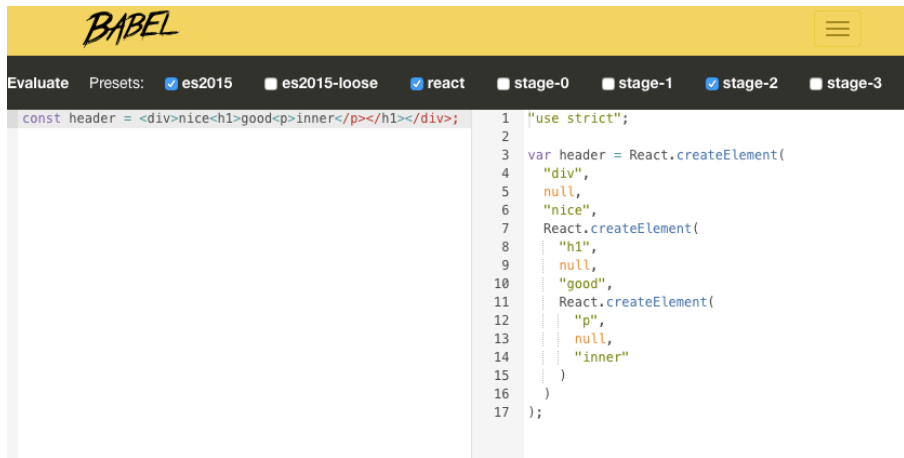 BABEL
Evaluate Presets: es2015 es2015-loose react stage-0 stage-1 stage-2 stage-3
const header = <div>nice<h1>good<p>inner</p></h1></div>;
1 "use strict";
2
3 var header = React.createElement(
4 "div",
5 null,
6 "nice",
7 React.createElement(
8 "h1",
9 null,
10 "good",
11 React.createElement(
12 "p",
13 null,
14 "inner"
15 )
16 )
17 );